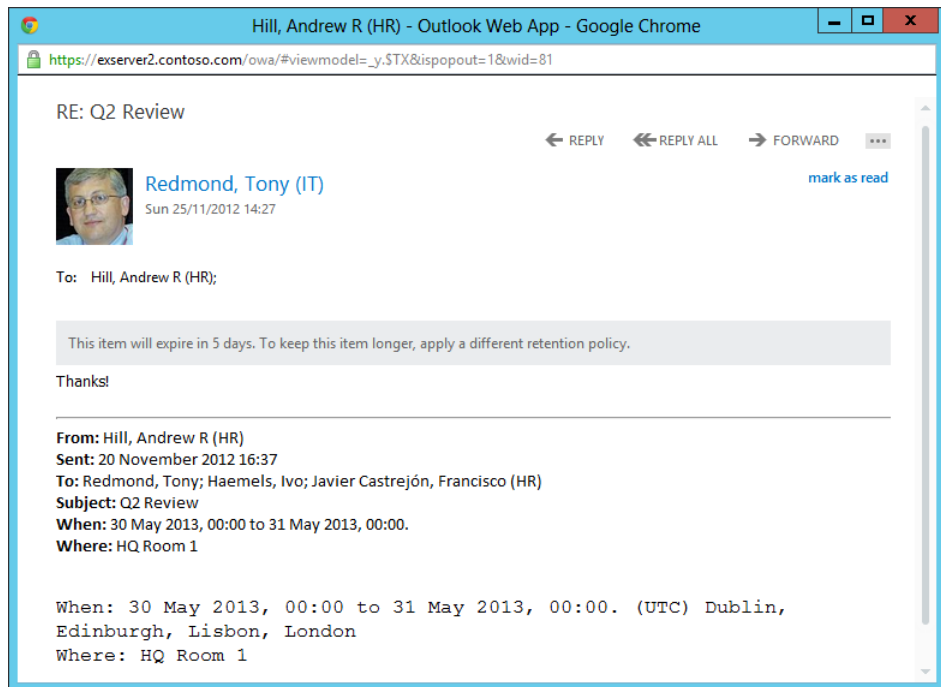 Hill, Andrew R (HR) - Outlook Web App - Google Chrome
https://exserver2.contoso.com/owa/#viewmodel=_y.$TX&ispopout=1&wid=81
RE: Q2 Review
REPLY REPLY ALL FORWARD ...
Redmond, Tony (IT)
mark as read
Sun 25/11/2012 14:27
To: Hill, Andrew R (HR);
This item will expire in 5 days. To keep this item longer, apply a different retention policy.
Thanks!
From: Hill, Andrew R (HR)
Sent: 20 November 2012 16:37
To: Redmond, Tony; Haemels, Ivo; Javier Castrejón, Francisco (HR)
Subject: Q2 Review
When: 30 May 2013, 00:00 to 31 May 2013, 00:00.
Where: HQ Room 1
When: 30 May 2013, 00:00 to 31 May 2013, 00:00. (UTC) Dublin,
Edinburgh, Lisbon, London
Where: HQ Room 1